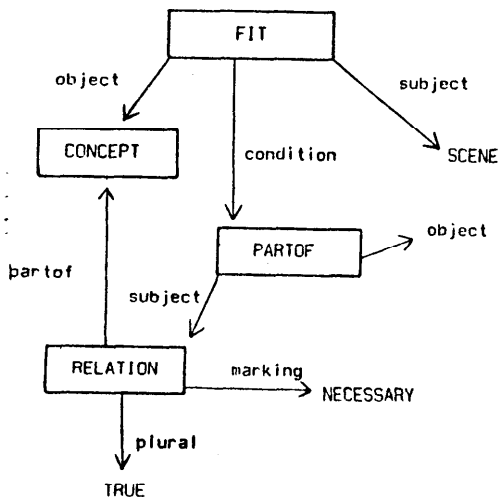 FIT
object
subject
CONCEPT
condition
SCENE
object
PARTOF
partof
subject
RELATION
marking
NECESSARY
plural
TRUE